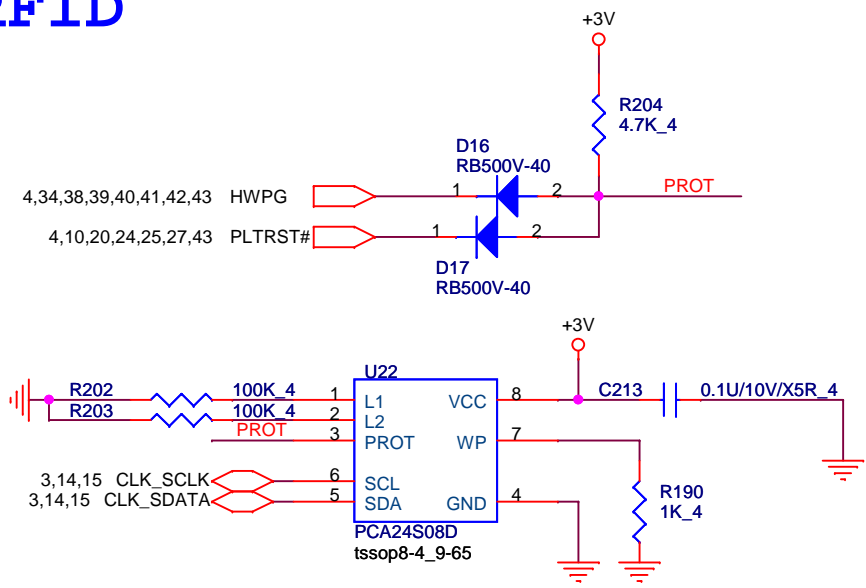 RFID
+3V
R204
4.7K_4
D16
RB500V-40
4,34,38,39,40,41,42,43 HWPG 1 2 PROT
4,10,20,24,25,27,43 PLTRST# 1 2
D17
RB500V-40
+3V
U22
R202 100K_4 1 L1 VCC 8 C213 0.1U/10V/X5R_4
R203 100K_4 2 L2
PROT 3 PROT WP 7
3,14,15 CLK_SCLK 6 SCL
3,14,15 CLK_SDATA 5 SDA GND 4
R190
1K_4
PCA24S08D
tssop8-4_9-65